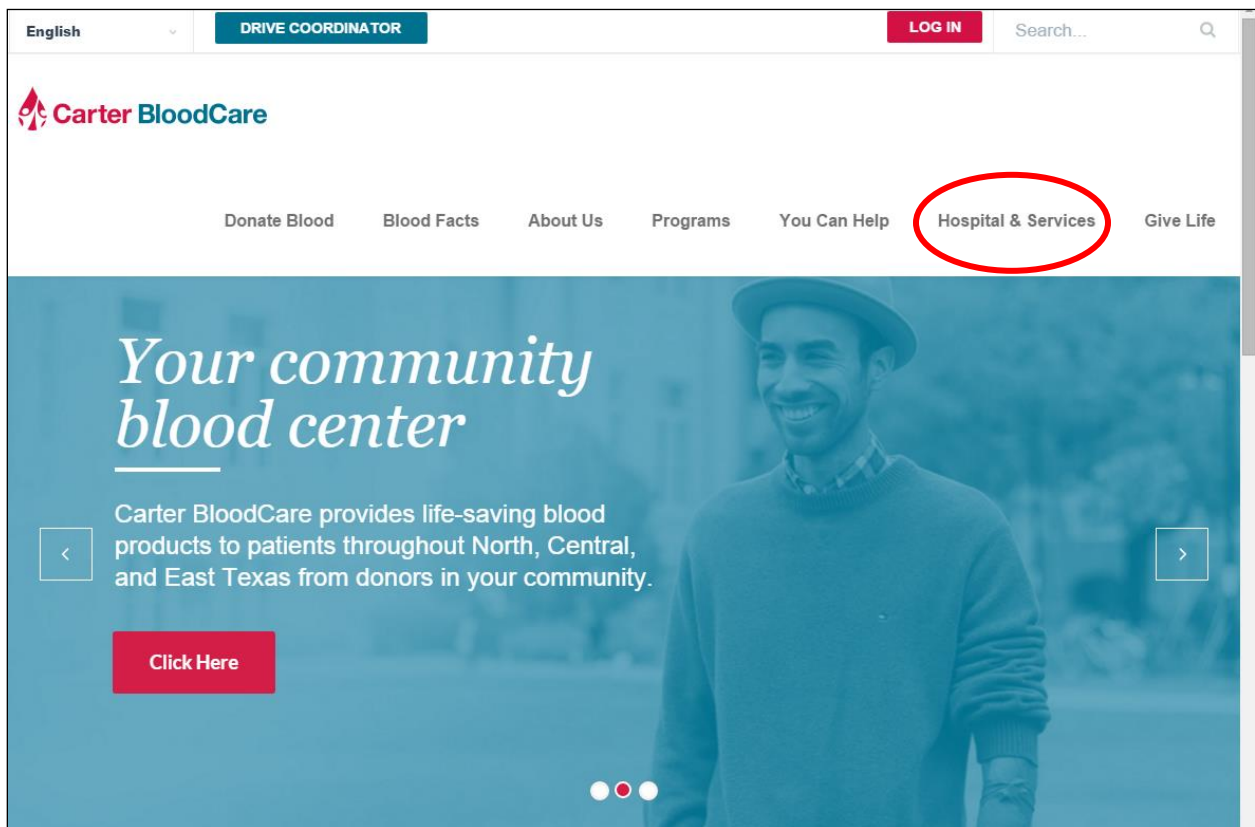 English
DRIVE COORDINATOR
LOG IN
Search...
Carter BloodCare
Donate Blood
Blood Facts
About Us
Programs
You Can Help
Hospital & Services
Give Life
Your community
blood center
Carter BloodCare provides life-saving blood
products to patients throughout North, Central,
and East Texas from donors in your community.
Click Here